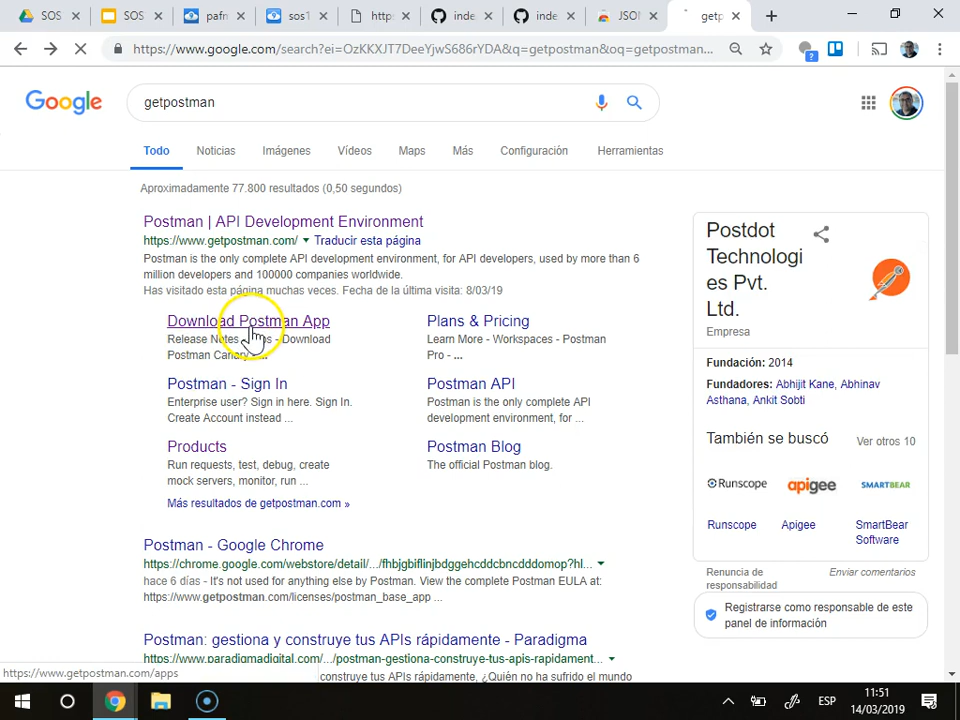 SOS
SOS
pafn
sos1
https
inde
inde
JSON
getp
https://www.google.com/search?ei=OzKKXJT7DeeYjwS686rYDA&q=getpostman&oq=getpostman...
?
Google
getpostman
Todo
Noticias
Imágenes
Vídeos
Maps
Más
Configuración
Herramientas
Aproximadamente 77.800 resultados (0,50 segundos)
Postman | API Development Environment
https://www.getpostman.com/ Traducir esta página
Postman is the only complete API development environment, for API developers, used by more than 6
million developers and 100000 companies worldwide.
Has visitado esta página muchas veces. Fecha de la última visita: 8/03/19
Download Postman App
Release Notes - Download
Postman Canary
Plans & Pricing
Learn More - Workspaces - Postman
Pro - ...
Postman - Sign In
Enterprise user? Sign in here. Sign In.
Create Account instead ...
Postman API
Postman is the only complete API
development environment, for ...
Products
Run requests, test, debug, create
mock servers, monitor, run ...
Postman Blog
The official Postman blog.
Más resultados de getpostman.com »
Postman - Google Chrome
https://chrome.google.com/webstore/detail/.../fhbjgbiflinjbdggehcddcbncdddomop?hl...
hace 6 días - It's not used for anything else by Postman. View the complete Postman EULA at:
https://www.getpostman.com/licenses/postman_base_app ...
Postman: gestiona y construye tus APIs rápidamente - Paradigma
https://www.paradigmadigital.com/.../postman-gestiona-construye-tus-apis-rapidament...
construye tus APIs rápidamente, ¿Quién no ha sufrido el mundo
Postdot
Technologi
es Pvt.
Ltd.
Empresa
Fundación: 2014
Fundadores: Abhijit Kane, Abhinav
Asthana, Ankit Sobti
También se buscó
Ver otros 10
Runscope
apigee
SMARTBEAR
Runscope
Apigee
SmartBear
Software
Renuncia de
responsabilidad
Enviar comentarios
Registrarse como responsable de este
panel de información
https://www.getpostman.com/apps
ESP
11:51
14/03/2019